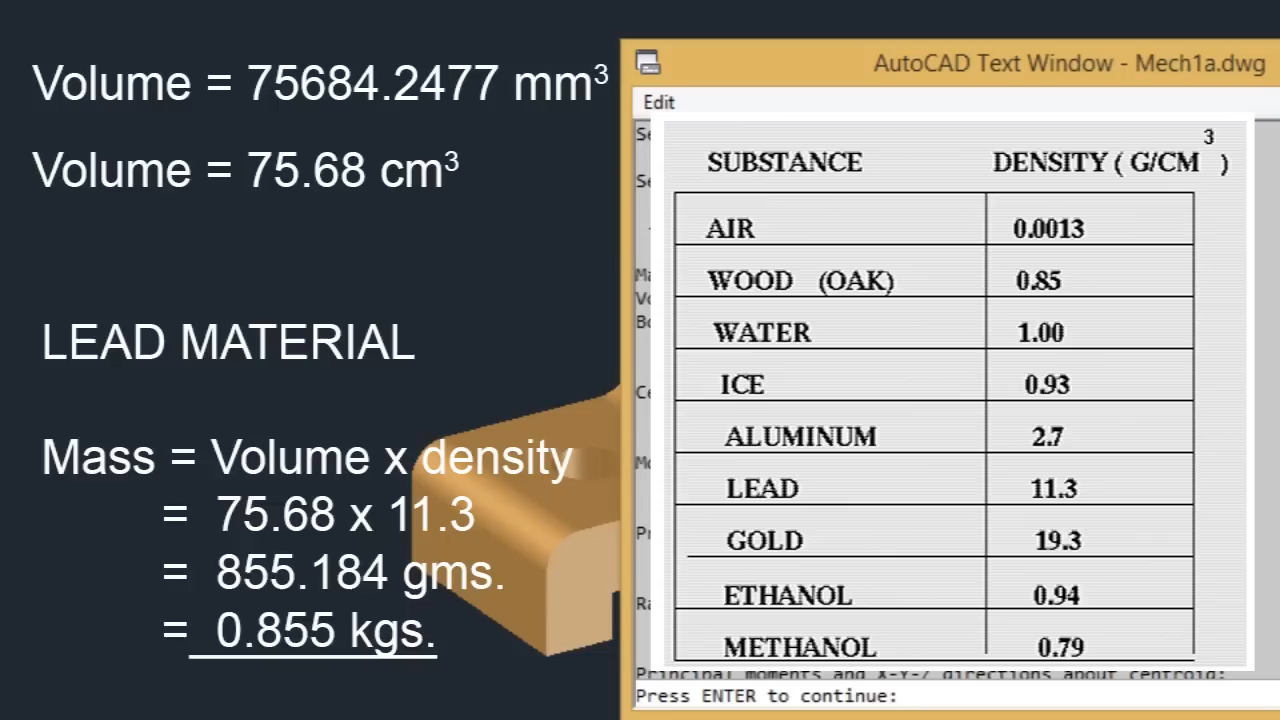 Volume = 75684.2477 mm³
Volume = 75.68 cm³
LEAD MATERIAL
Mass = Volume x density
= 75.68 x 11.3
= 855.184 gms.
= 0.855 kgs.
AutoCAD Text Window - Mech1a.dwg
Edit
SUBSTANCE DENSITY ( G/CM ³ )
AIR 0.0013
WOOD (OAK) 0.85
WATER 1.00
ICE 0.93
ALUMINUM 2.7
LEAD 11.3
GOLD 19.3
ETHANOL 0.94
METHANOL 0.79
Principal moments and X-Y-Z directions about centroid:
Press ENTER to continue: